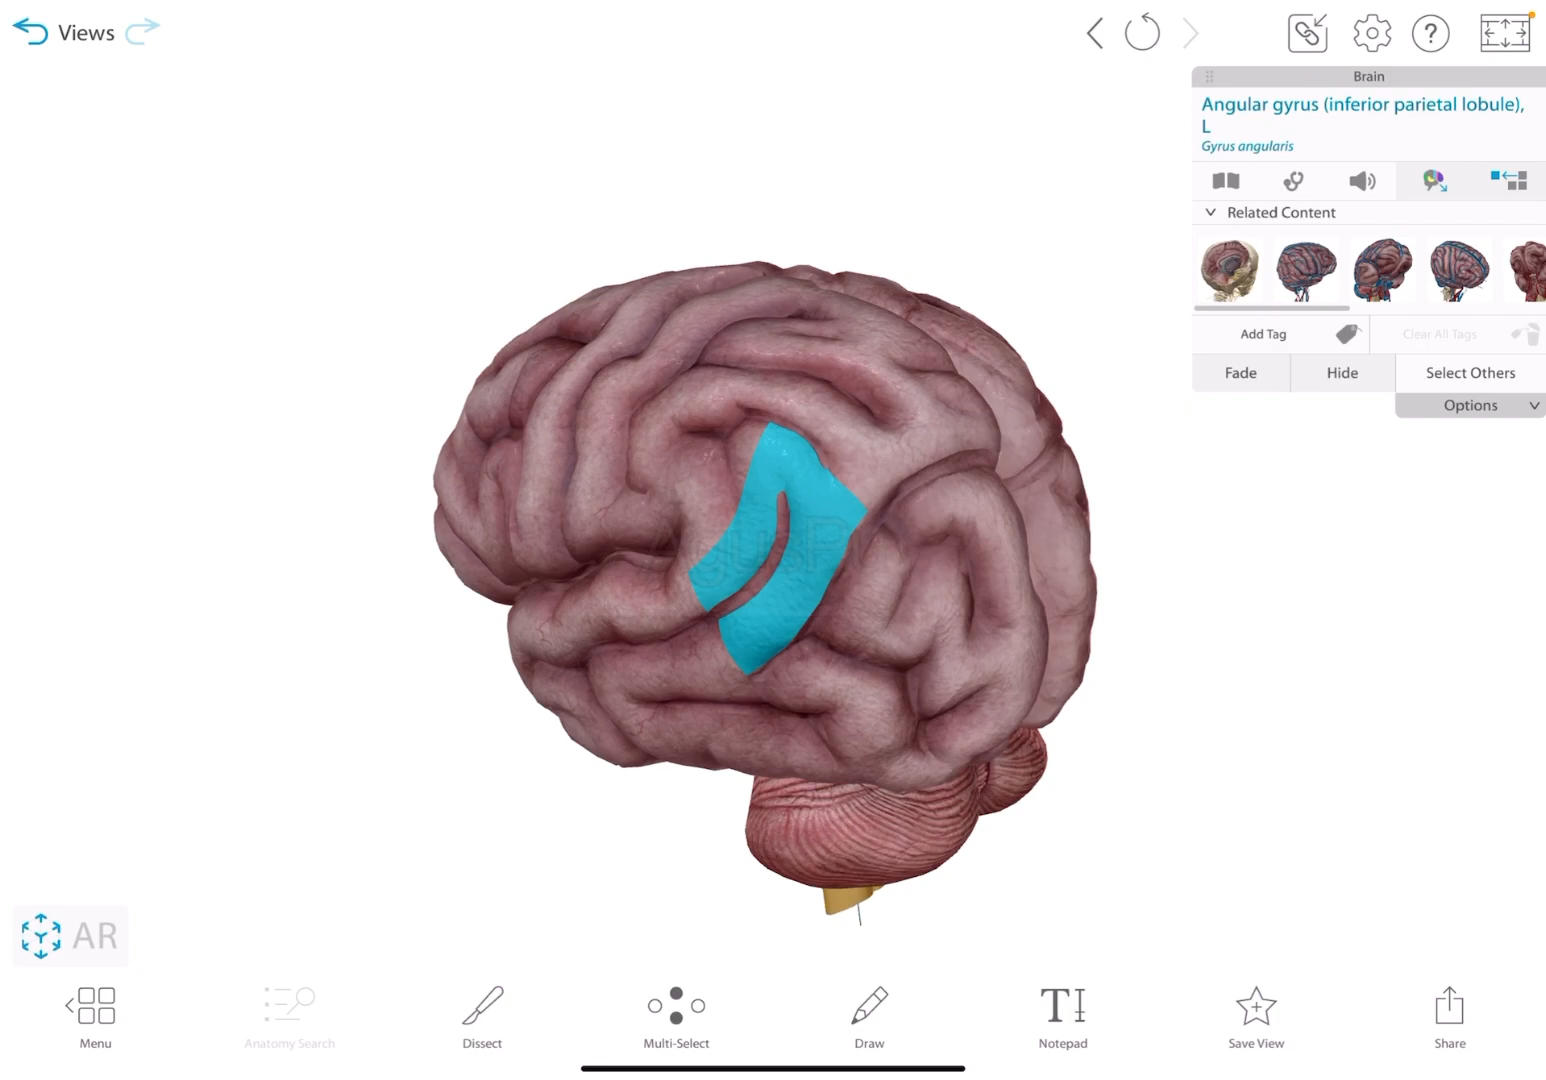 Views
Brain
Angular gyrus (inferior parietal lobule),
L
Gyrus angularis
Related Content
Add Tag
Clear All Tags
Fade
Hide
Select Others
Options
AR
Menu
Anatomy Search
Dissect
Multi-Select
Draw
Notepad
Save View
Share